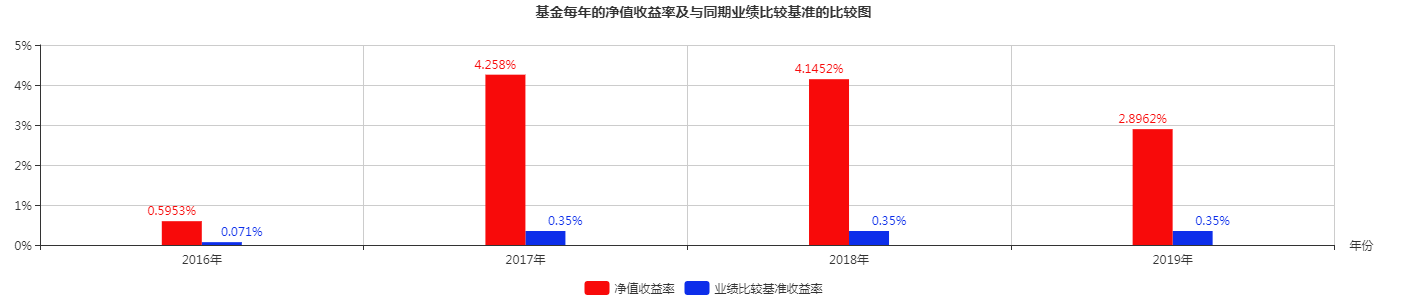 基金每年的净值收益率及与同期业绩比较基准的比较图
5%
4%
3%
2%
1%
0%
0.5953%
0.071%
4.258%
0.35%
4.1452%
0.35%
2.8962%
0.35%
2016年
2017年
2018年
2019年
年份
净值收益率
业绩比较基准收益率